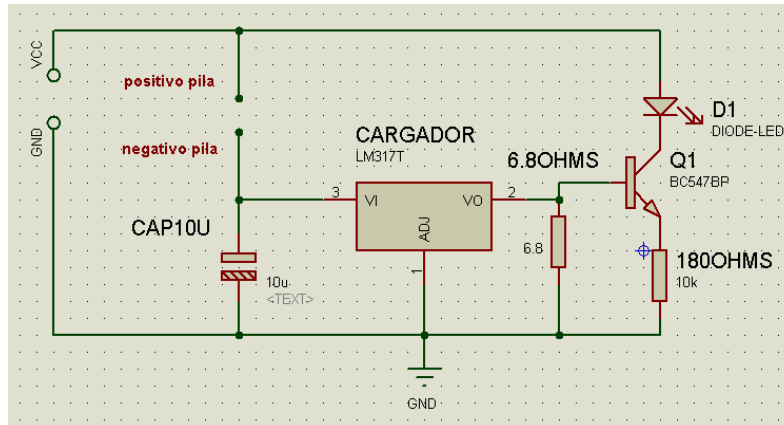 VCC
positivo pila
GND
negativo pila
CARGADOR
LM317T
3
VI
VO
2
ADJ
1
CAP10U
10u
<TEXT>
6.8OHMS
6.8
D1
DIODE-LED
Q1
BC547BP
180OHMS
10k
GND